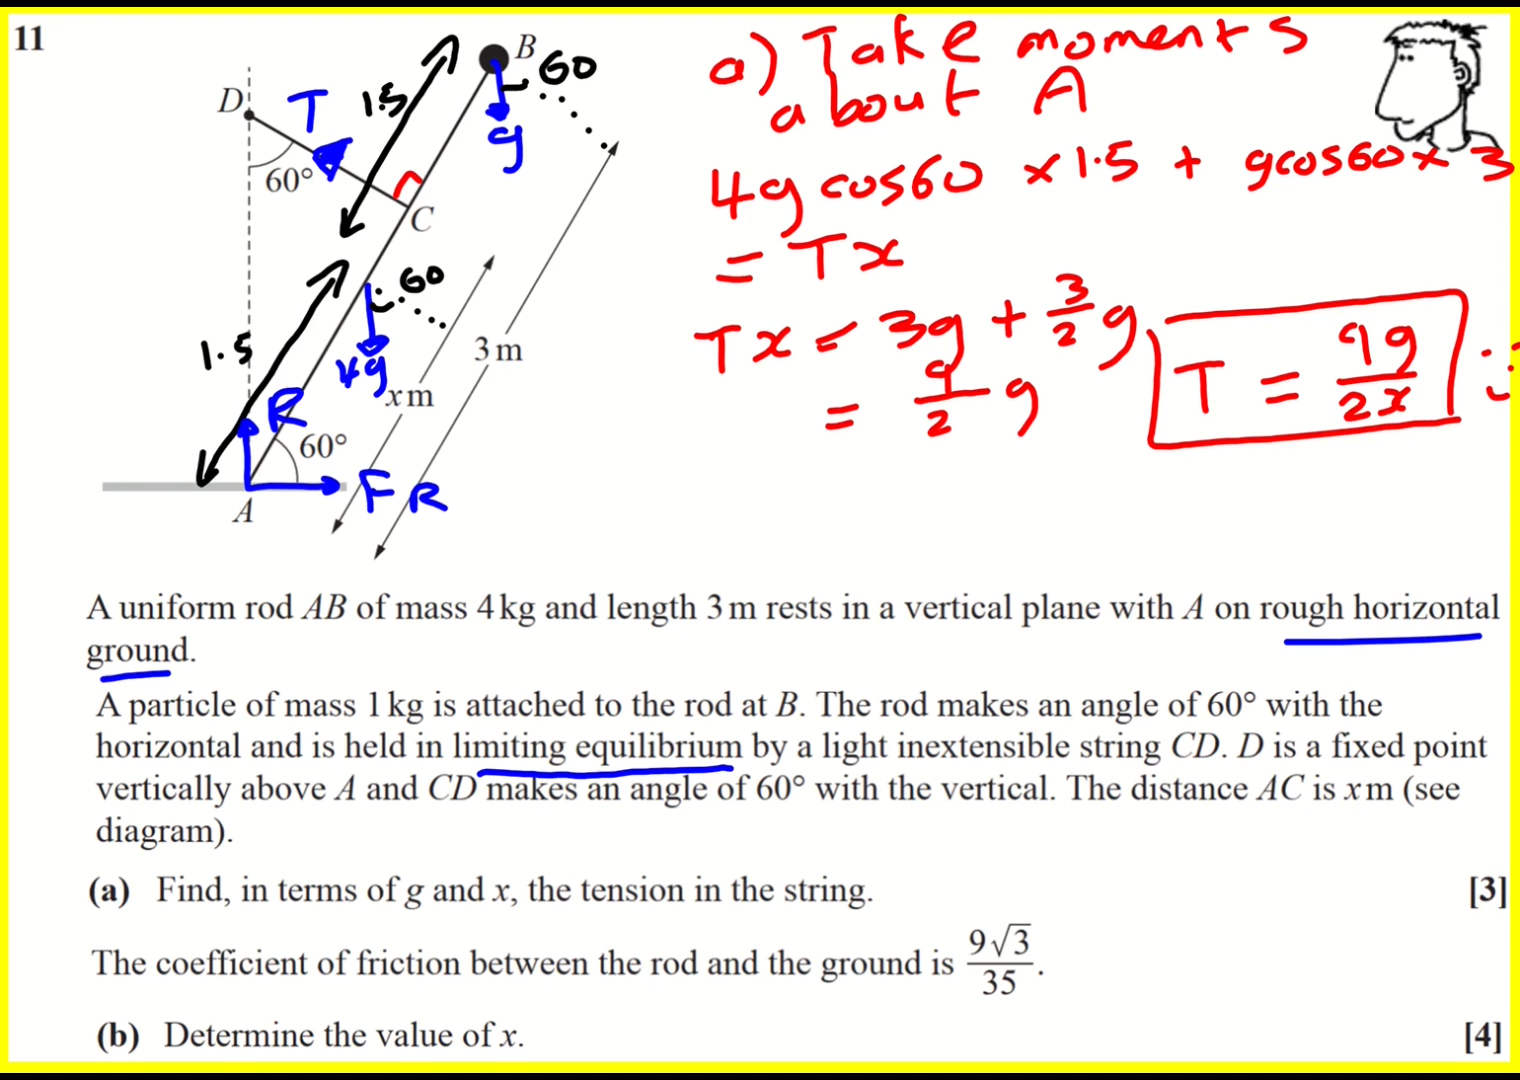 11
B
60
D
T
1.5
g
60°
C
60
1.5
3 m
4g
x m
R
60°
FR
A
a) Take moments
about A
4g cos60 × 1.5 + gcos60 × 3
= Tx
Tx = 3g + 3/2 g
= 9/2 g
T = 9g/2x
A uniform rod AB of mass 4 kg and length 3 m rests in a vertical plane with A on rough horizontal
ground.
A particle of mass 1 kg is attached to the rod at B. The rod makes an angle of 60° with the
horizontal and is held in limiting equilibrium by a light inextensible string CD. D is a fixed point
vertically above A and CD makes an angle of 60° with the vertical. The distance AC is x m (see
diagram).
(a) Find, in terms of g and x, the tension in the string. [3]
The coefficient of friction between the rod and the ground is 9√3/35.
(b) Determine the value of x. [4]